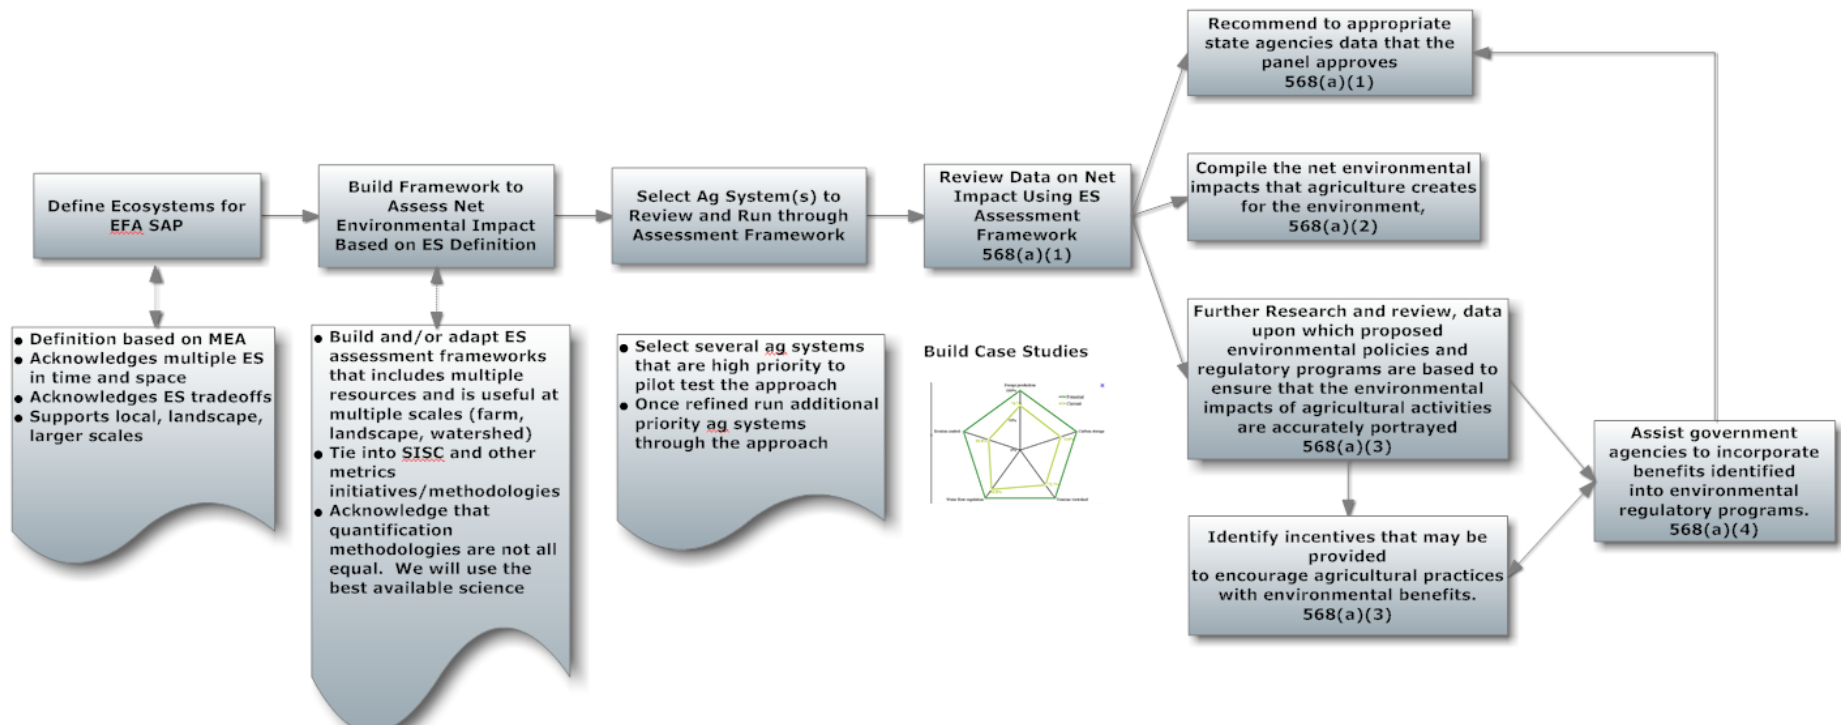 Define Ecosystems for
EFA SAP
Build Framework to
Assess Net
Environmental Impact
Based on ES Definition
Select Ag System(s) to
Review and Run through
Assessment Framework
Review Data on Net
Impact Using ES
Assessment
Framework
568(a)(1)
Recommend to appropriate
state agencies data that the
panel approves
568(a)(1)
Compile the net environmental
impacts that agriculture creates
for the environment,
568(a)(2)
Further Research and review, data
upon which proposed
environmental policies and
regulatory programs are based to
ensure that the environmental
impacts of agricultural activities
are accurately portrayed
568(a)(3)
Identify incentives that may be
provided
to encourage agricultural practices
with environmental benefits.
568(a)(3)
Assist government
agencies to incorporate
benefits identified
into environmental
regulatory programs.
568(a)(4)
● Definition based on MEA
● Acknowledges multiple ES
in time and space
● Acknowledges ES tradeoffs
● Supports local, landscape,
larger scales
● Build and/or adapt ES
assessment frameworks
that includes multiple
resources and is useful at
multiple scales (farm,
landscape, watershed)
● Tie into SISC and other
metrics
initiatives/methodologies
● Acknowledge that
quantification
methodologies are not all
equal.  We will use the
best available science
● Select several ag systems
that are high priority to
pilot test the approach
● Once refined run additional
priority ag systems
through the approach
Build Case Studies
Forage production
Potential
Current
Carbon storage
Water flow regulation